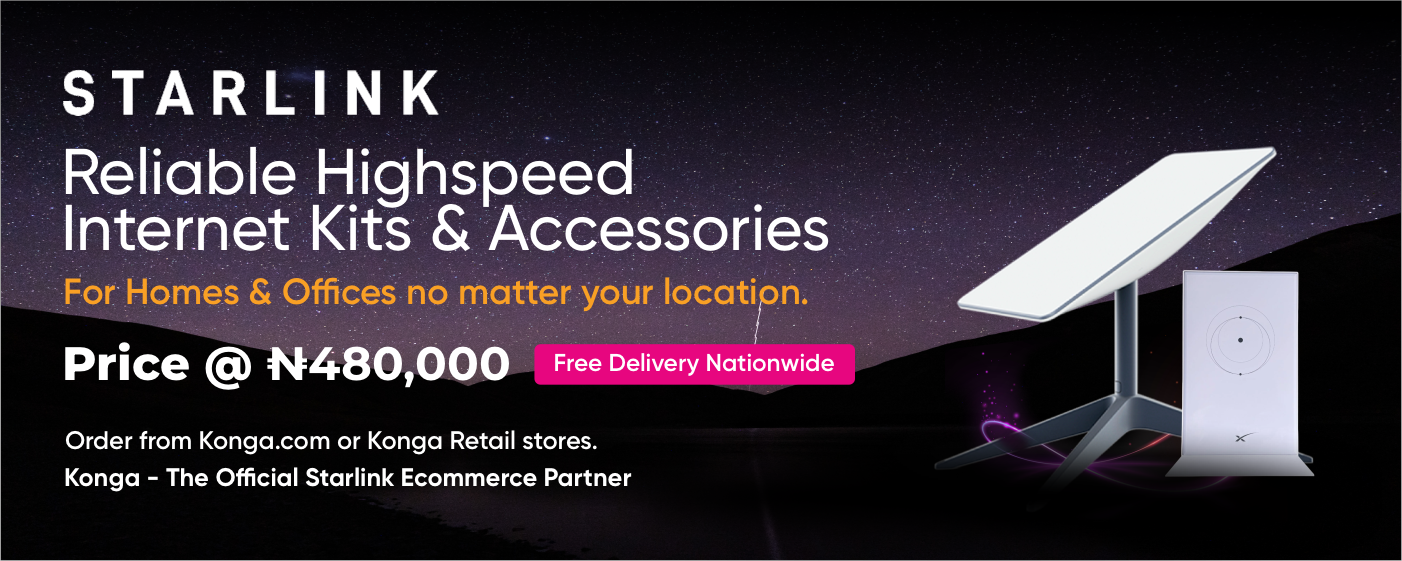 STARLINK
Reliable Highspeed
Internet Kits & Accessories
For Homes & Offices no matter your location.
Price @ ₦480,000
Free Delivery Nationwide
Order from Konga.com or Konga Retail stores.
Konga - The Official Starlink Ecommerce Partner